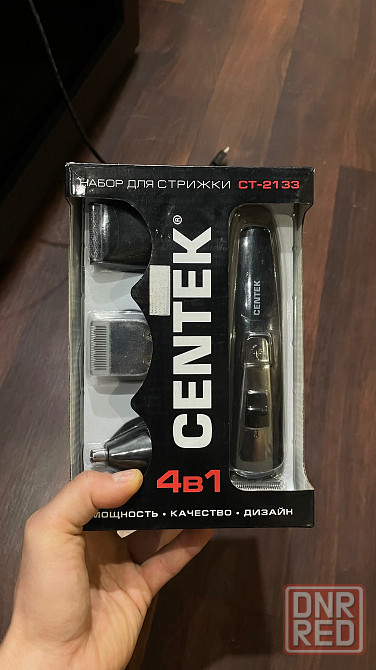 НАБОР ДЛЯ СТРИЖКИ CT-2133
CENTEK®
CENTEK
4в1
МОЩНОСТЬ • КАЧЕСТВО • ДИЗАЙН
DNR
RED